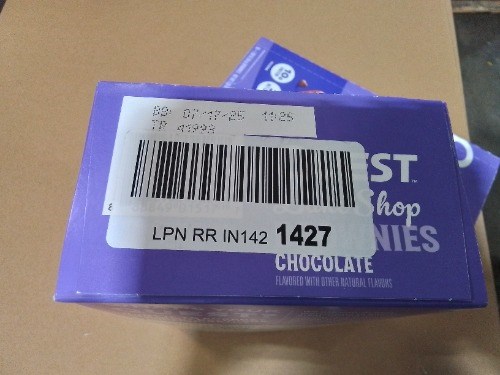 BB: 07-17-25 11:25
TP 41993
EST
Shop
NIES
CHOCOLATE
FLAVORED WITH OTHER NATURAL FLAVORS
LPN RR IN142 1427